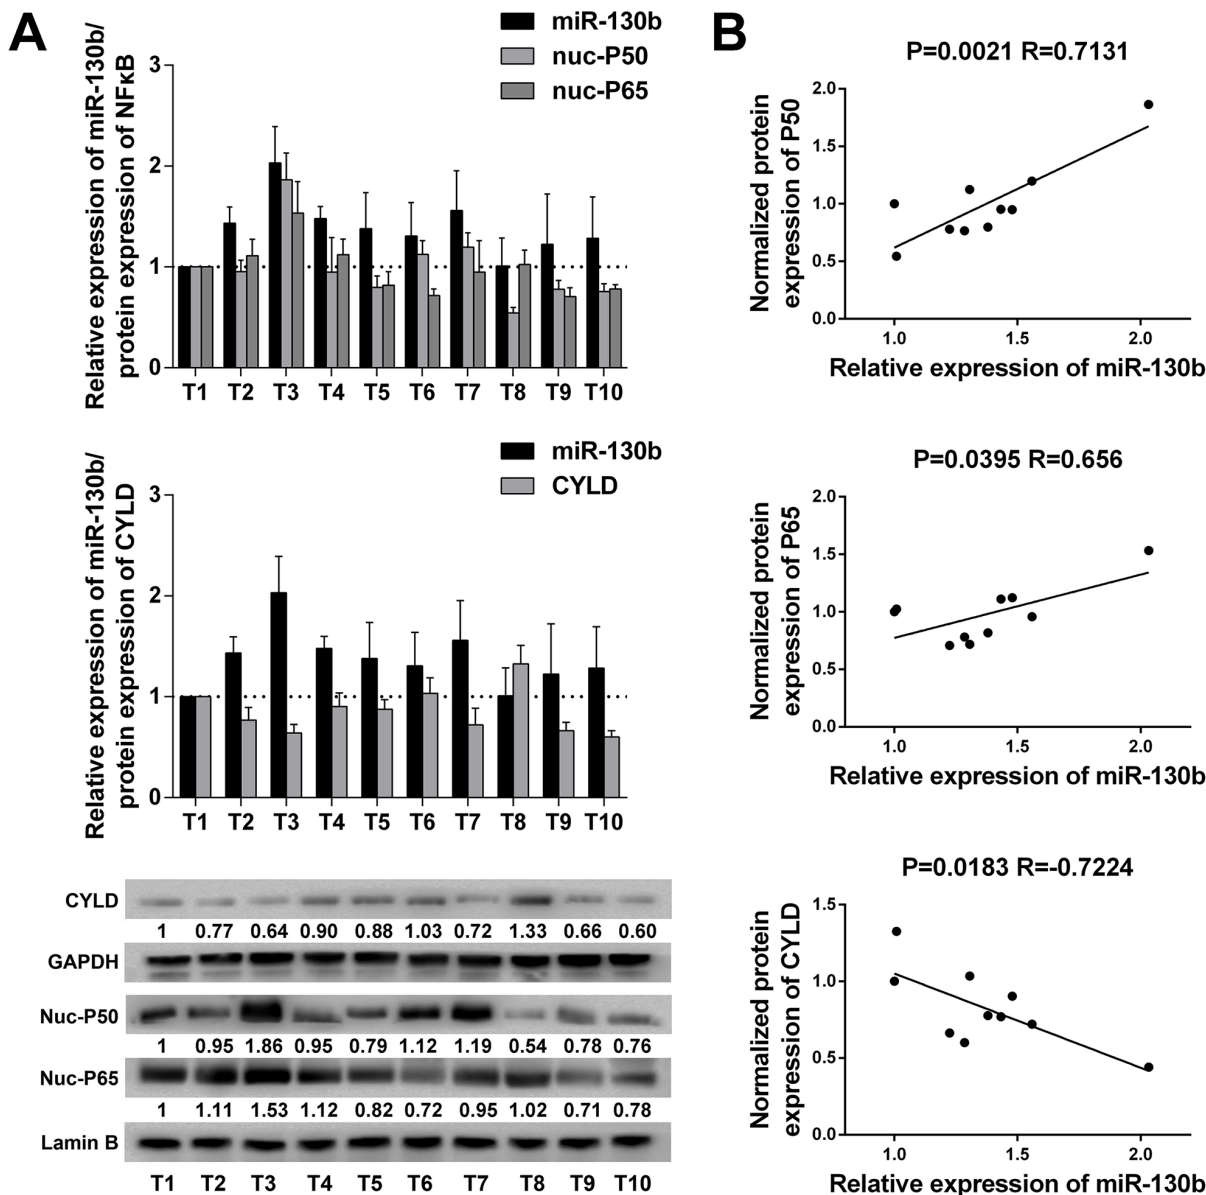 A
miR-130b
nuc-P50
nuc-P65
Relative expression of miR-130b/
protein expression of NFκB
3
2
1
0
T1 T2 T3 T4 T5 T6 T7 T8 T9 T10
miR-130b
CYLD
Relative expression of miR-130b/
protein expression of CYLD
3
2
1
0
T1 T2 T3 T4 T5 T6 T7 T8 T9 T10
CYLD
1 0.77 0.64 0.90 0.88 1.03 0.72 1.33 0.66 0.60
GAPDH
Nuc-P50
1 0.95 1.86 0.95 0.79 1.12 1.19 0.54 0.78 0.76
Nuc-P65
1 1.11 1.53 1.12 0.82 0.72 0.95 1.02 0.71 0.78
Lamin B
T1 T2 T3 T4 T5 T6 T7 T8 T9 T10
B
P=0.0021 R=0.7131
Normalized protein
expression of P50
2.0
1.5
1.0
0.5
0.0
1.0 1.5 2.0
Relative expression of miR-130b
P=0.0395 R=0.656
Normalized protein
expression of P65
2.0
1.5
1.0
0.5
0.0
1.0 1.5 2.0
Relative expression of miR-130b
P=0.0183 R=-0.7224
Normalized protein
expression of CYLD
1.5
1.0
0.5
0.0
1.0 1.5 2.0
Relative expression of miR-130b